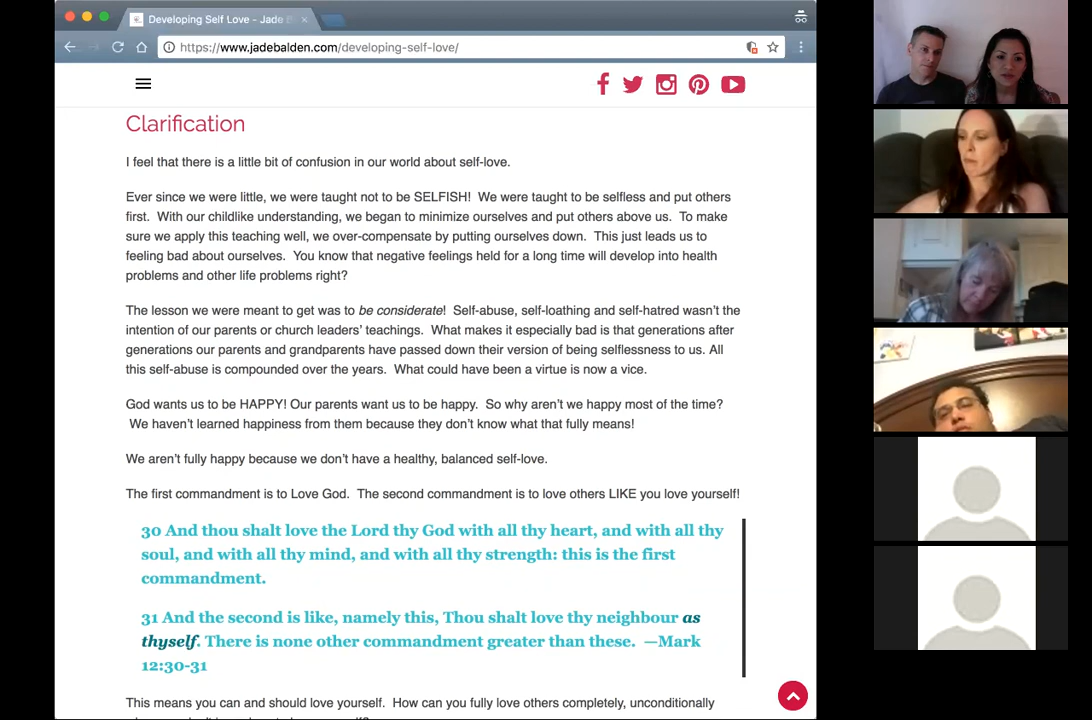 Developing Self Love - Jade B
https://www.jadebalden.com/developing-self-love/
Clarification
I feel that there is a little bit of confusion in our world about self-love.
Ever since we were little, we were taught not to be SELFISH!  We were taught to be selfless and put others
first.  With our childlike understanding, we began to minimize ourselves and put others above us.  To make
sure we apply this teaching well, we over-compensate by putting ourselves down.  This just leads us to
feeling bad about ourselves.  You know that negative feelings held for a long time will develop into health
problems and other life problems right?
The lesson we were meant to get was to be considerate!  Self-abuse, self-loathing and self-hatred wasn't the
intention of our parents or church leaders' teachings.  What makes it especially bad is that generations after
generations our parents and grandparents have passed down their version of being selflessness to us. All
this self-abuse is compounded over the years.  What could have been a virtue is now a vice.
God wants us to be HAPPY! Our parents want us to be happy.  So why aren't we happy most of the time?
We haven't learned happiness from them because they don't know what that fully means!
We aren't fully happy because we don't have a healthy, balanced self-love.
The first commandment is to Love God.  The second commandment is to love others LIKE you love yourself!
30 And thou shalt love the Lord thy God with all thy heart, and with all thy
soul, and with all thy mind, and with all thy strength: this is the first
commandment.
31 And the second is like, namely this, Thou shalt love thy neighbour as
thyself. There is none other commandment greater than these.  —Mark
12:30-31
This means you can and should love yourself.  How can you fully love others completely, unconditionally